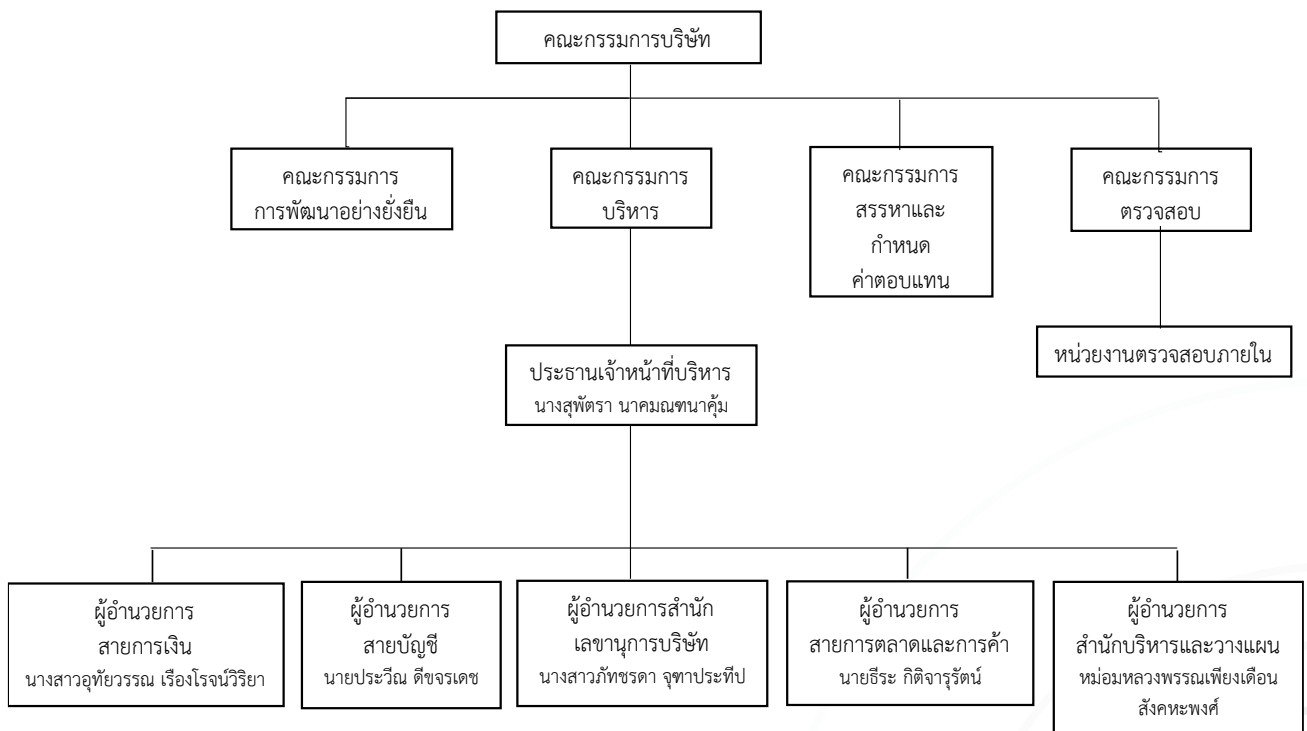 คณะกรรมการบริษัท
คณะกรรมการ
การพัฒนาอย่างยั่งยืน
คณะกรรมการ
บริหาร
คณะกรรมการ
สรรหาและ
กำหนด
ค่าตอบแทน
คณะกรรมการ
ตรวจสอบ
หน่วยงานตรวจสอบภายใน
ประธานเจ้าหน้าที่บริหาร
นางสุพัตรา นาคมณฑนาคุ้ม
ผู้อำนวยการ
สายการเงิน
นางสาวอุทัยวรรณ เรืองโรจน์วิริยา
ผู้อำนวยการ
สายบัญชี
นายประวีณ ดีขจรเดช
ผู้อำนวยการสำนัก
เลขานุการบริษัท
นางสาวภัทชรดา จุฑาประทีป
ผู้อำนวยการ
สายการตลาดและการค้า
นายธีระ กิติจารุรัตน์
ผู้อำนวยการ
สำนักบริหารและวางแผน
หม่อมหลวงพรรณเพียงเดือน
สังคหะพงศ์